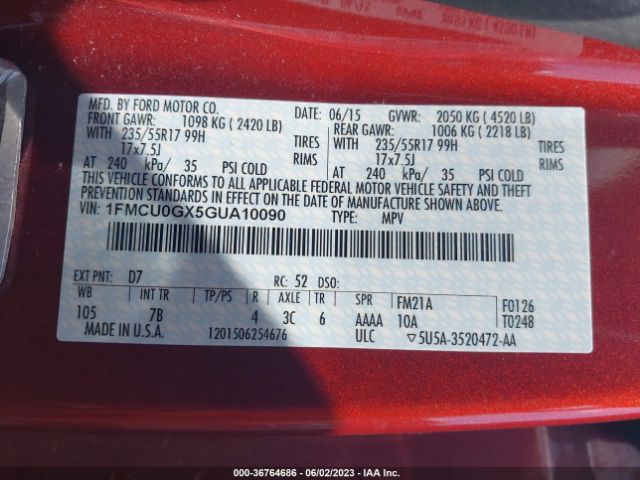 MFD. BY FORD MOTOR CO. DATE: 06/15 GVWR: 2050 KG ( 4520 LB)
FRONT GAWR: 1098 KG ( 2420 LB) REAR GAWR: 1006 KG ( 2218 LB)
WITH 235/55R17 99H TIRES WITH 235/55R17 99H TIRES
17x7.5J RIMS 17x7.5J RIMS
AT 240 kPa/ 35 PSI COLD AT 240 kPa/ 35 PSI COLD
THIS VEHICLE CONFORMS TO ALL APPLICABLE FEDERAL MOTOR VEHICLE SAFETY AND THEFT
PREVENTION STANDARDS IN EFFECT ON THE DATE OF MANUFACTURE SHOWN ABOVE.
VIN: 1FMCU0GX5GUA10090 TYPE: MPV
EXT PNT: D7 RC: 52 DSO:
WB INT TR TP/PS R AXLE TR SPR FM21A F0126
105 7B 4 3C 6 AAAA 10A T0248
MADE IN U.S.A. 1201506254676 ULC ▽5U5A-3520472-AA
© - 36764686 - 06/02/2023 - IAA Inc.